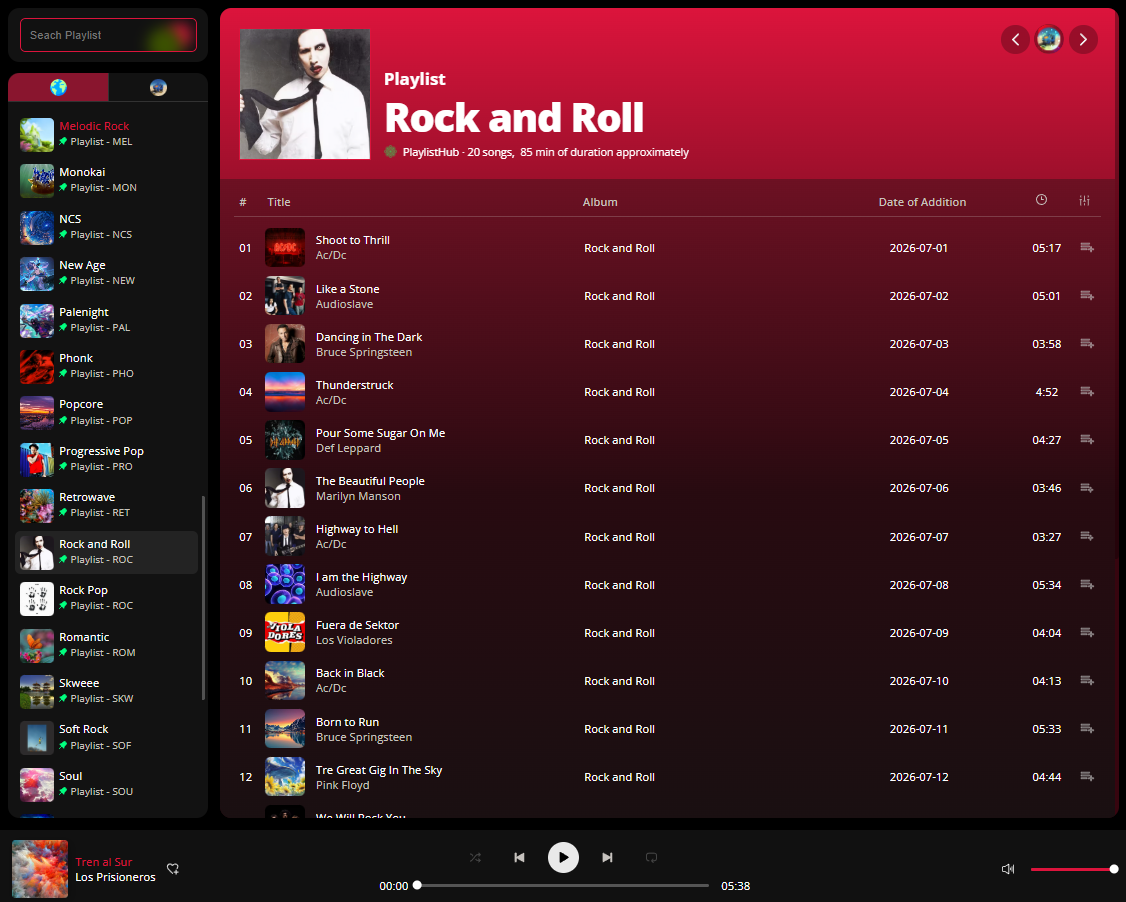 Seach Playlist
Melodic Rock
Playlist - MEL
Monokai
Playlist - MON
NCS
Playlist - NCS
New Age
Playlist - NEW
Palenight
Playlist - PAL
Phonk
Playlist - PHO
Popcore
Playlist - POP
Progressive Pop
Playlist - PRO
Retrowave
Playlist - RET
Rock and Roll
Playlist - ROC
Rock Pop
Playlist - ROC
Romantic
Playlist - ROM
Skweee
Playlist - SKW
Soft Rock
Playlist - SOF
Soul
Playlist - SOU
Playlist
Rock and Roll
PlaylistHub · 20 songs, 85 min of duration approximately
# Title Album Date of Addition
01 Shoot to Thrill Ac/Dc Rock and Roll 2026-07-01 05:17
02 Like a Stone Audioslave Rock and Roll 2026-07-02 05:01
03 Dancing in The Dark Bruce Springsteen Rock and Roll 2026-07-03 03:58
04 Thunderstruck Ac/Dc Rock and Roll 2026-07-04 4:52
05 Pour Some Sugar On Me Def Leppard Rock and Roll 2026-07-05 04:27
06 The Beautiful People Marilyn Manson Rock and Roll 2026-07-06 03:46
07 Highway to Hell Ac/Dc Rock and Roll 2026-07-07 03:27
08 I am the Highway Audioslave Rock and Roll 2026-07-08 05:34
VIOLA
DORES
09 Fuera de Sektor Los Violadores Rock and Roll 2026-07-09 04:04
10 Back in Black Ac/Dc Rock and Roll 2026-07-10 04:13
11 Born to Run Bruce Springsteen Rock and Roll 2026-07-11 05:33
12 Tre Great Gig In The Sky Pink Floyd Rock and Roll 2026-07-12 04:44
We Will Rock You
Tren al Sur
Los Prisioneros
00:00 05:38